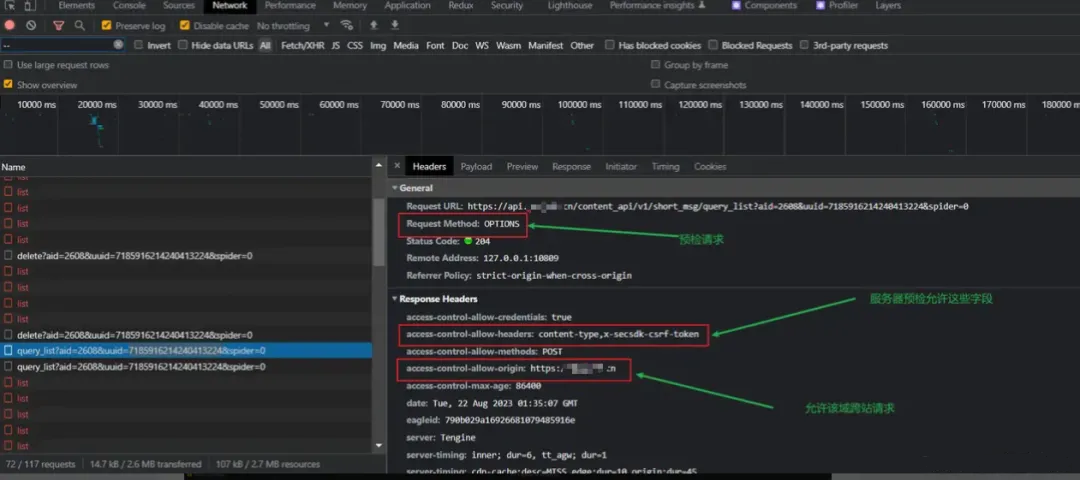 Elements Console Sources Network Performance Memory Application Redux Security Lighthouse Performance insights Components Profiler Layers
Preserve log Disable cache No throttling
-- Invert Hide data URLs All Fetch/XHR JS CSS Img Media Font Doc WS Wasm Manifest Other Has blocked cookies Blocked Requests 3rd-party requests
Use large request rows Group by frame
Show overview Capture screenshots
10000 ms 20000 ms 30000 ms 40000 ms 50000 ms 60000 ms 70000 ms 80000 ms 90000 ms 100000 ms 110000 ms 120000 ms 130000 ms 140000 ms 150000 ms 160000 ms 170000 ms 180000
Name
list
list
list
list
delete?aid=2608&uuid=7185916214240413224&spider=0
list
list
list
list
delete?aid=2608&uuid=7185916214240413224&spider=0
query_list?aid=2608&uuid=7185916214240413224&spider=0
query_list?aid=2608&uuid=7185916214240413224&spider=0
list
list
list
list
list
72 / 117 requests 14.7 kB / 2.6 MB transferred 107 kB / 2.7 MB resources
× Headers Payload Preview Response Initiator Timing Cookies
General
Request URL: https://api. cn/content_api/v1/short_msg/query_list?aid=2608&uuid=7185916214240413224&spider=0
Request Method: OPTIONS
预检请求
Status Code: 204
Remote Address: 127.0.0.1:10809
Referrer Policy: strict-origin-when-cross-origin
Response Headers
服务器预检允许这些字段
access-control-allow-credentials: true
access-control-allow-headers: content-type,x-secsdk-csrf-token
access-control-allow-methods: POST
access-control-allow-origin: https:/ cn
access-control-max-age: 86400
date: Tue, 22 Aug 2023 01:35:07 GMT
允许该域跨站请求
eagleid: 790b029a16926681079485916e
server: Tengine
server-timing: inner; dur=6, tt_agw; dur=1
server-timing: cdn-cache;desc=MISS,edge;dur=10,origin;dur=45